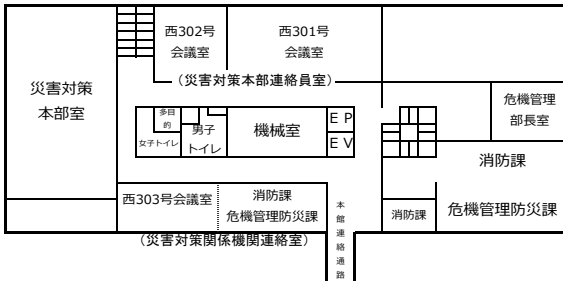 西302号
会議室
西301号
会議室
災害対策
本部室
（災害対策本部連絡員室）
危機管理
部長室
多目
的
女子トイレ
男子
トイレ
機械室
ＥＰ
ＥＶ
消防課
西303号会議室
消防課
危機管理防災課
本館連絡通路
消防課
危機管理防災課
（災害対策関係機関連絡室）